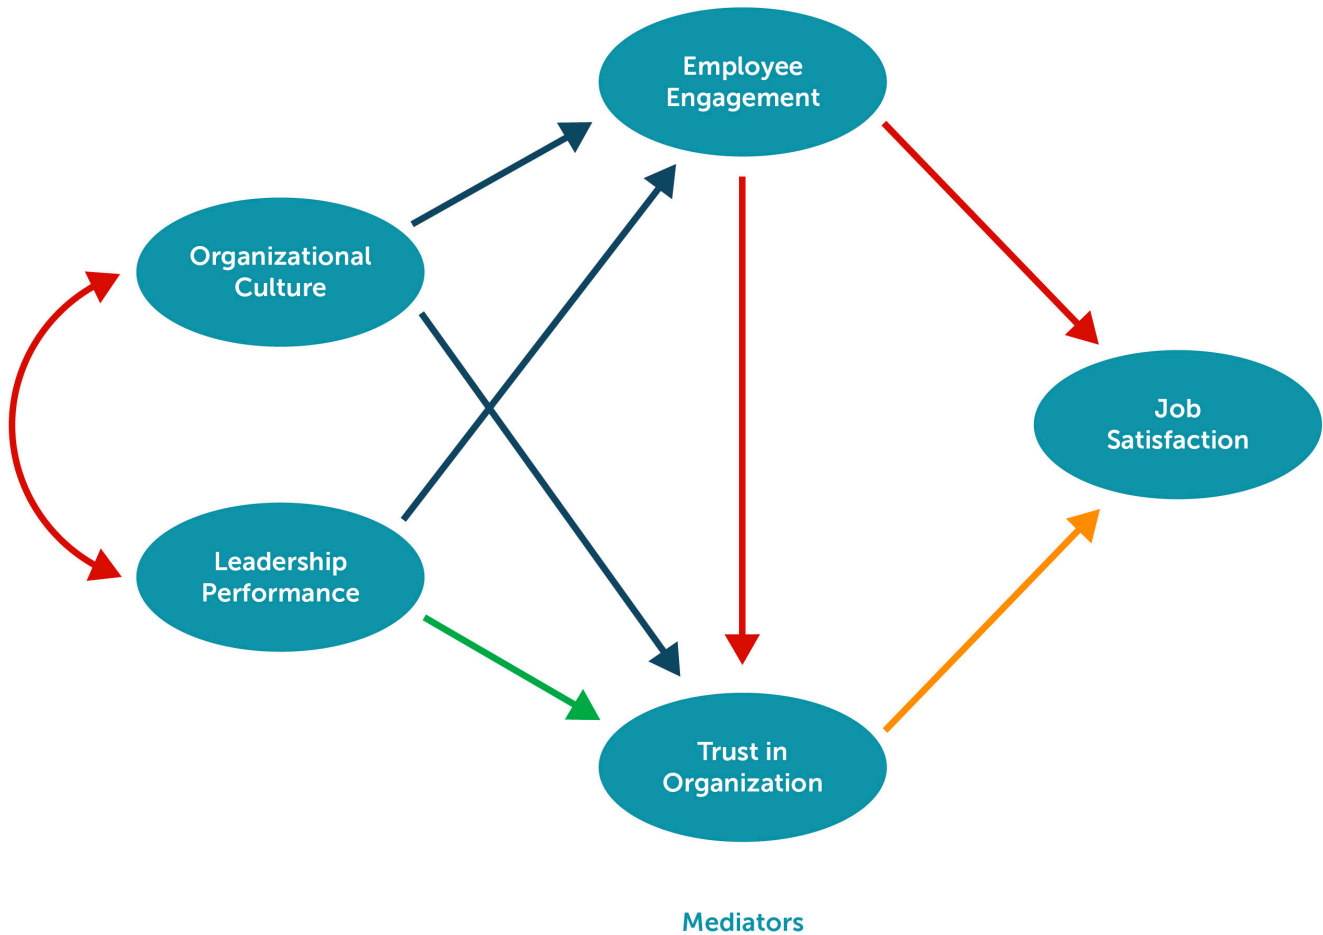 Employee
Engagement
Organizational
Culture
Job
Satisfaction
Leadership
Performance
Trust in
Organization
Mediators